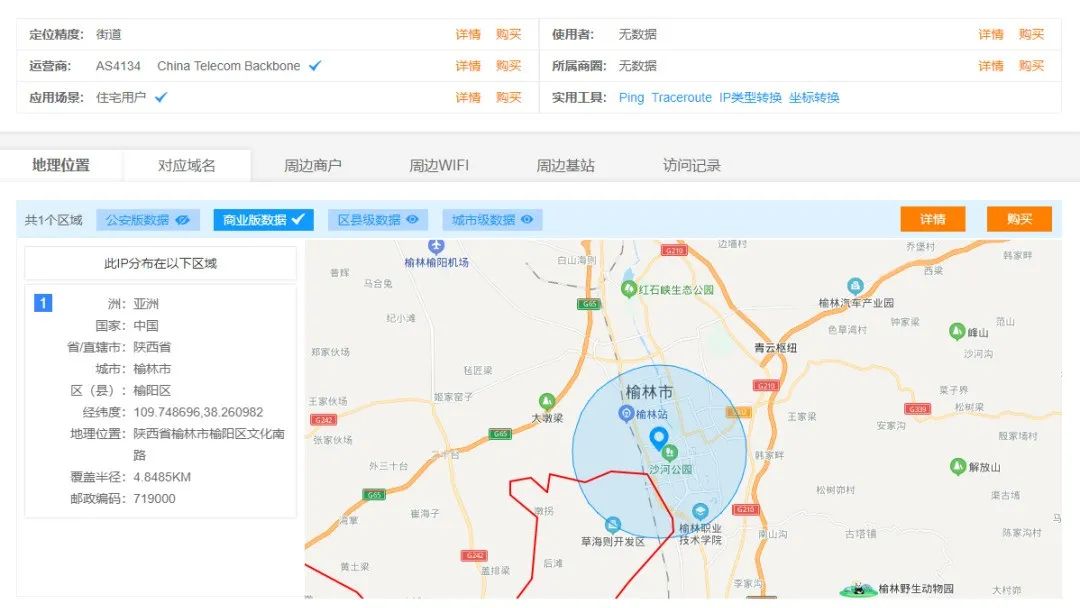 定位精度: 街道 详情 购买 使用者: 无数据 详情 购买
运营商: AS4134 China Telecom Backbone 详情 购买 所属商圈: 无数据 详情 购买
应用场景: 住宅用户 详情 购买 实用工具: Ping Traceroute IP类型转换 坐标转换
地理位置 对应域名 周边商户 周边WIFI 周边基站 访问记录
共1个区域 公安版数据 商业版数据 区县级数据 城市级数据 详情 购买
此IP分布在以下区域
1
洲: 亚洲
国家: 中国
省/直辖市: 陕西省
城市: 榆林市
区（县）: 榆阳区
经纬度: 109.748696,38.260982
地理位置: 陕西省榆林市榆阳区文化南
路
覆盖半径: 4.8485KM
邮政编码: 719000
G210 边墙村 乔堡村
榆林榆阳机场 白山海则 韩家畔
昔辉 西梁
马合兔 红石峡生态公园
G65 榆林汽车产业园
纪小滩 钟家梁 范山
色草湾村 峰山
郑家伙场 青云枢纽 沙河沟
毡匠梁
G210 菜子界
王家伙场 姬家窑子 榆林市
大墩梁 榆林站 G339 松树梁
G242 王家梁
张家伙场 G65 安家沟
殷家塌村
二十台 韩家畔
外三十台 沙河公园 解放山
松树峁村
G65 渠古塌
崔海子 墩拐 G210
湾掌 榆林职业
技术学院
草海则开发区 南山沟 古塔镇 陈家沟村
G242
黄土梁 盖排梁 后滩
李家沟 榆林野生动物园 大村峁